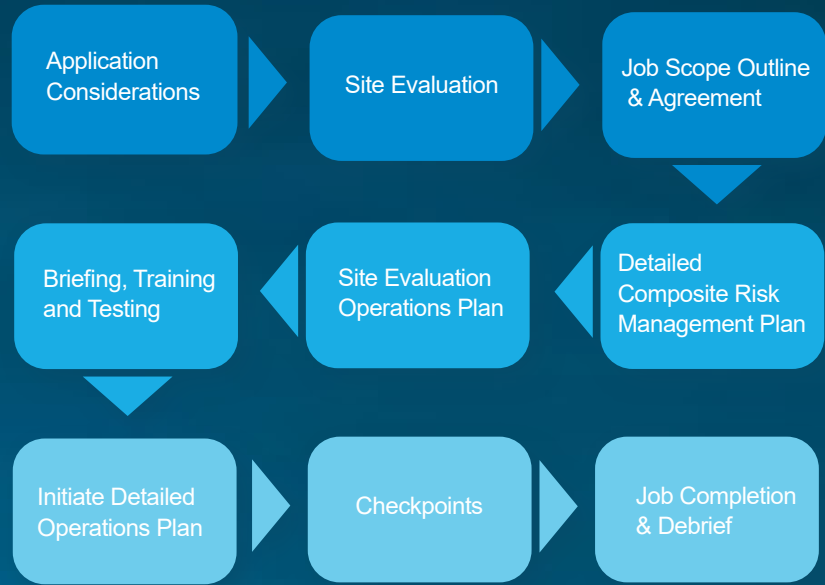 Application
Considerations
Site Evaluation
Job Scope Outline
& Agreement
Detailed
Composite Risk
Management Plan
Site Evaluation
Operations Plan
Briefing, Training
and Testing
Initiate Detailed
Operations Plan
Checkpoints
Job Completion
& Debrief